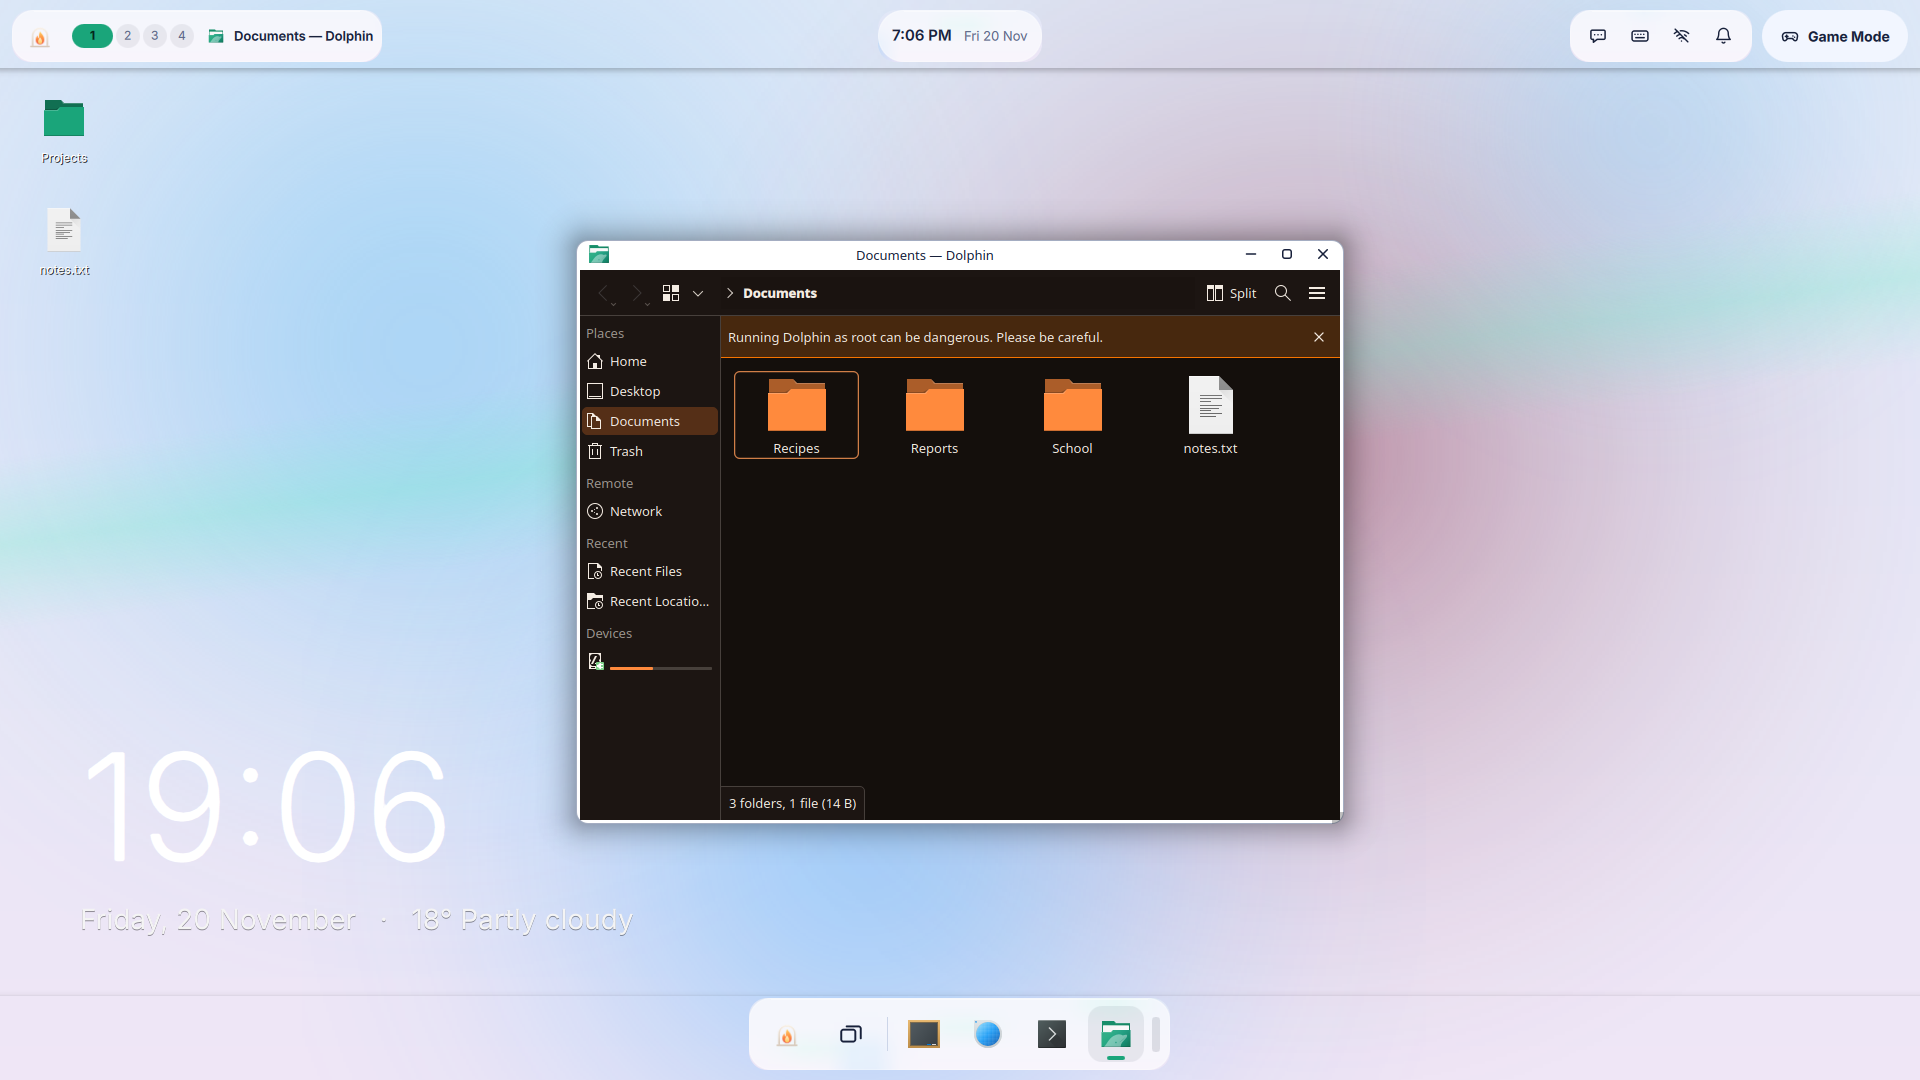 1 2 3 4 Documents — Dolphin
7:06 PM Fri 20 Nov
Game Mode
Projects
notes.txt
Documents — Dolphin
Documents
Split
Places
Home
Desktop
Documents
Trash
Remote
Network
Recent
Recent Files
Recent Locatio...
Devices
Running Dolphin as root can be dangerous. Please be careful.
Recipes
Reports
School
notes.txt
3 folders, 1 file (14 B)
19:06
Friday, 20 November · 18° Partly cloudy